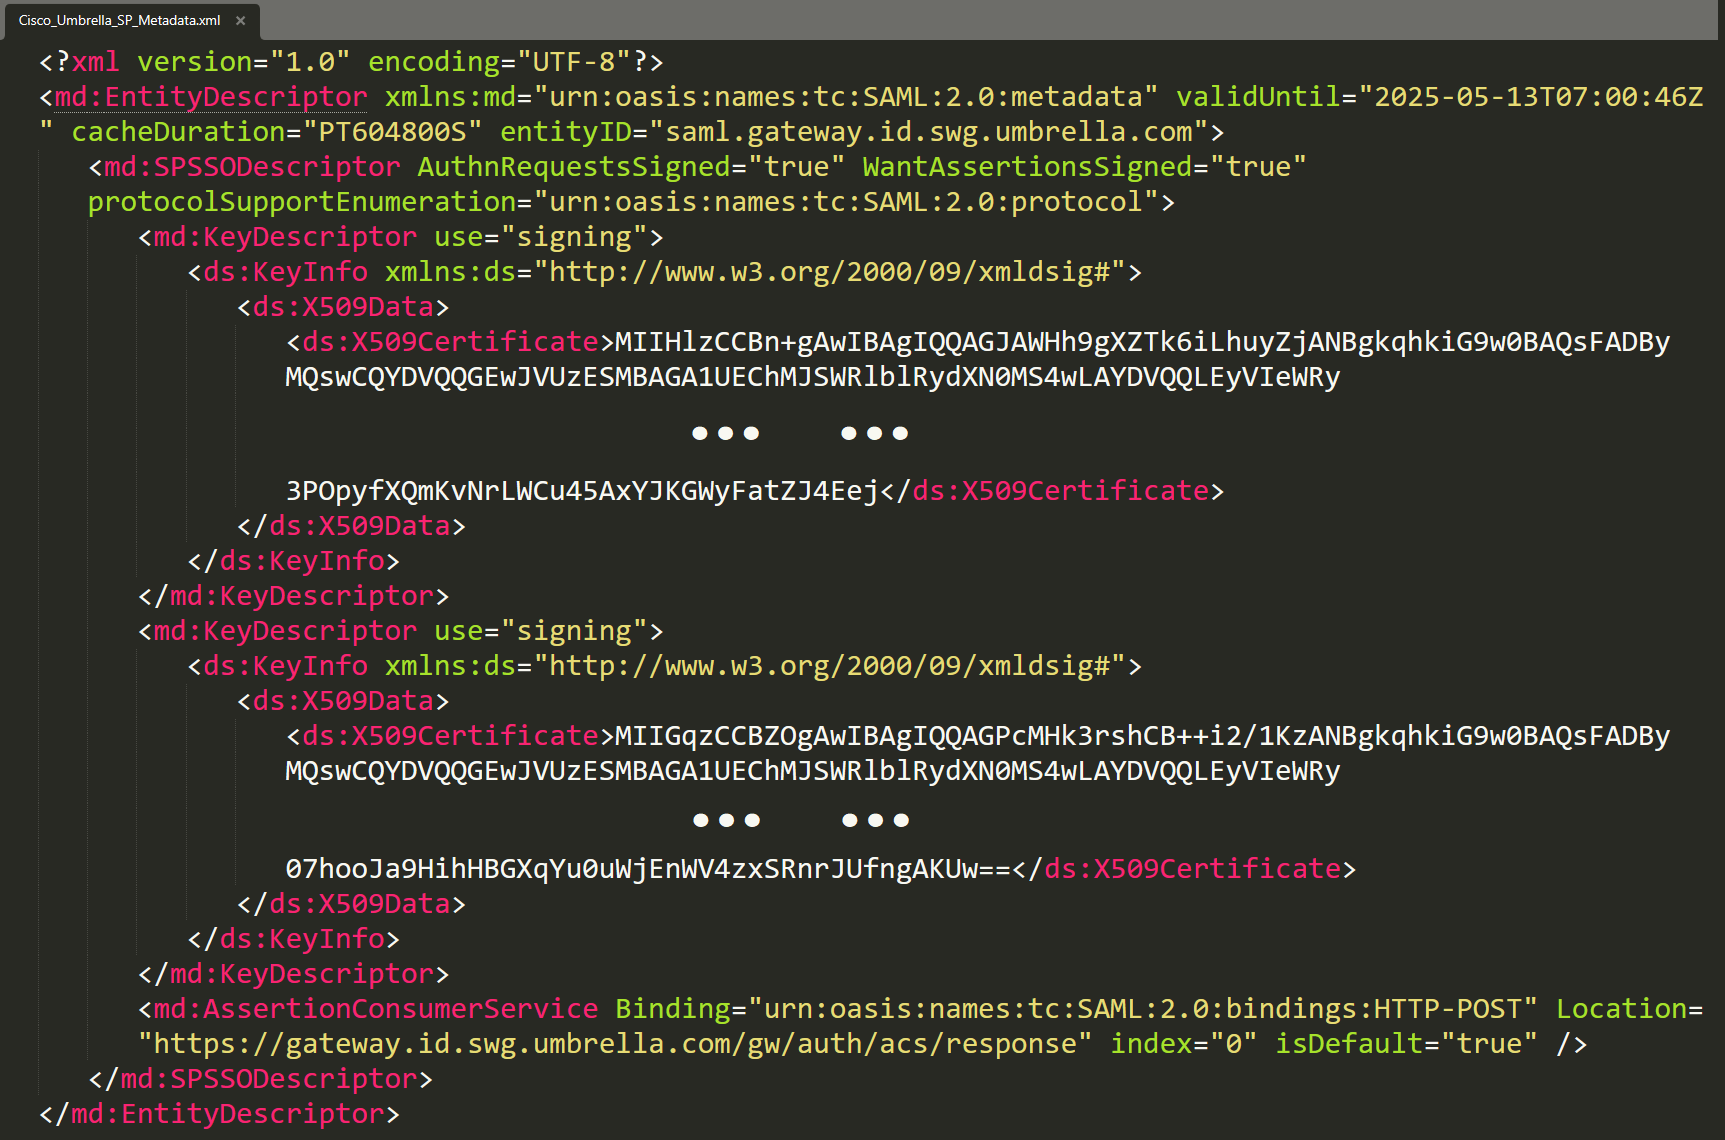 Cisco_Umbrella_SP_Metadata.xml ×
<?xml version="1.0" encoding="UTF-8"?>
<md:EntityDescriptor xmlns:md="urn:oasis:names:tc:SAML:2.0:metadata" validUntil="2025-05-13T07:00:46Z
" cacheDuration="PT604800S" entityID="saml.gateway.id.swg.umbrella.com">
<md:SPSSODescriptor AuthnRequestsSigned="true" WantAssertionsSigned="true"
protocolSupportEnumeration="urn:oasis:names:tc:SAML:2.0:protocol">
<md:KeyDescriptor use="signing">
<ds:KeyInfo xmlns:ds="http://www.w3.org/2000/09/xmldsig#">
<ds:X509Data>
<ds:X509Certificate>MIIHlzCCBn+gAwIBAgIQQAGJAWHh9gXZTk6iLhuyZjANBgkqhkiG9w0BAQsFADBy
MQswCQYDVQQGEwJVUzESMBAGA1UEChMJSWRlblRydXN0MS4wLAYDVQQLEyVIeWRy
••• •••
3POpyfXQmKvNrLWCu45AxYJKGWyFatZJ4Eej</ds:X509Certificate>
</ds:X509Data>
</ds:KeyInfo>
</md:KeyDescriptor>
<md:KeyDescriptor use="signing">
<ds:KeyInfo xmlns:ds="http://www.w3.org/2000/09/xmldsig#">
<ds:X509Data>
<ds:X509Certificate>MIIGqzCCBZOgAwIBAgIQQAGPcMHk3rshCB++i2/1KzANBgkqhkiG9w0BAQsFADBy
MQswCQYDVQQGEwJVUzESMBAGA1UEChMJSWRlblRydXN0MS4wLAYDVQQLEyVIeWRy
••• •••
07hooJa9HihHBGXqYu0uWjEnWV4zxSRnrJUfngAKUw==</ds:X509Certificate>
</ds:X509Data>
</ds:KeyInfo>
</md:KeyDescriptor>
<md:AssertionConsumerService Binding="urn:oasis:names:tc:SAML:2.0:bindings:HTTP-POST" Location=
"https://gateway.id.swg.umbrella.com/gw/auth/acs/response" index="0" isDefault="true" />
</md:SPSSODescriptor>
</md:EntityDescriptor>